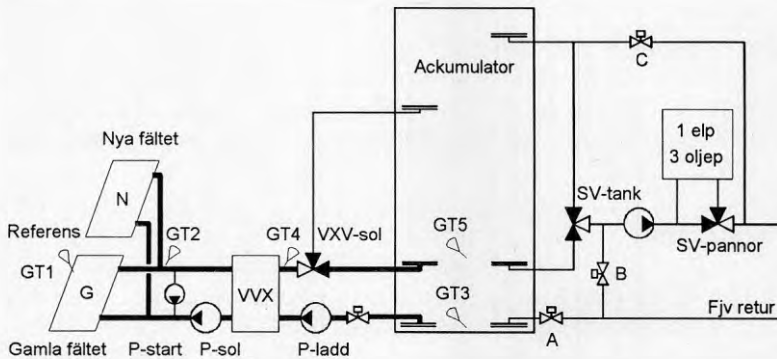 Ackumulator
C
Nya fältet
1 elp
3 oljep
N
SV-tank
Referens
GT2
GT4
VXV-sol
GT5
SV-pannor
GT1
G
VVX
B
GT3
Fjv retur
Gamla fältet
P-start
P-sol
P-ladd
A